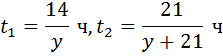 t₁ = 14/y ч, t₂ = 21/(y + 21) ч